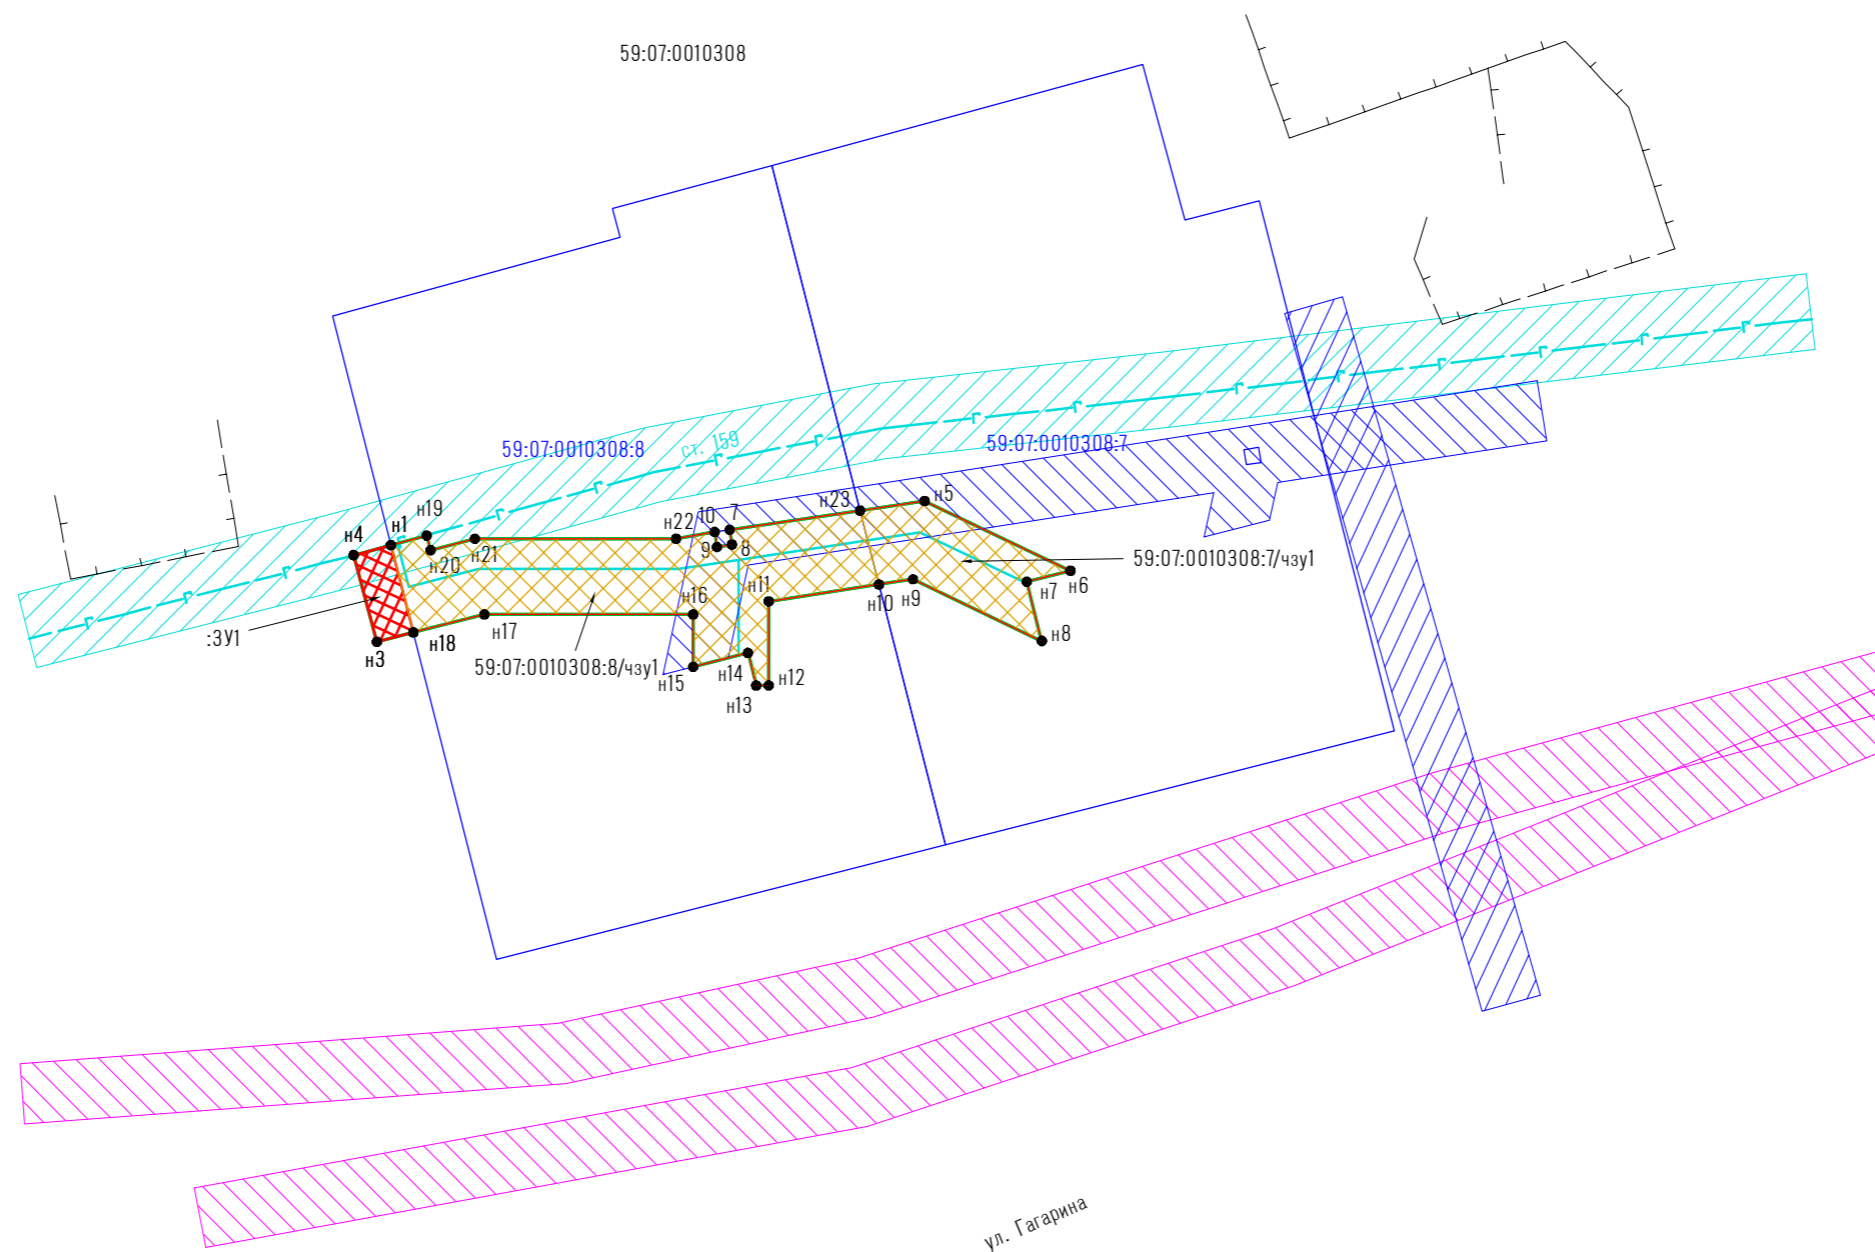 59:07:0010308
59:07:0010308:8
ст. 159
59:07:0010308:7
н4
н1
н19
н20
н21
н22
10
7
9
8
н23
н5
59:07:0010308:7/чзу1
н6
н7
н8
н9
н10
н11
н16
н17
н18
:ЗУ1
н3
59:07:0010308:8/чзу1
н15
н14
н13
н12
ул. Гагарина